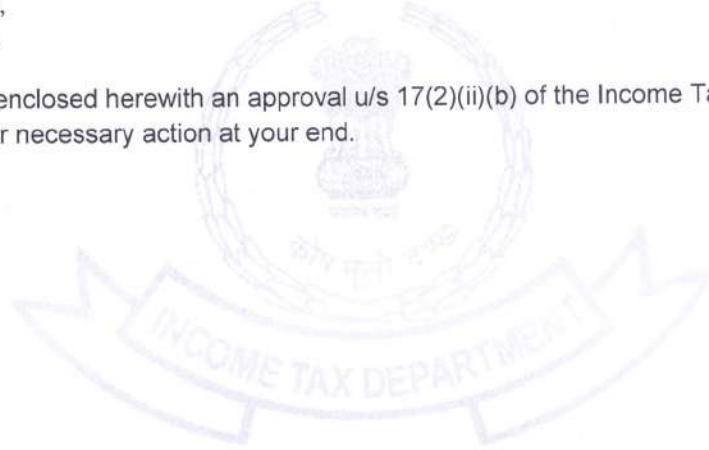 ,
enclosed herewith an approval u/s 17(2)(ii)(b) of the Income Ta
r necessary action at your end.
कोष मूलो दण्डः
INCOME TAX DEPARTMENT